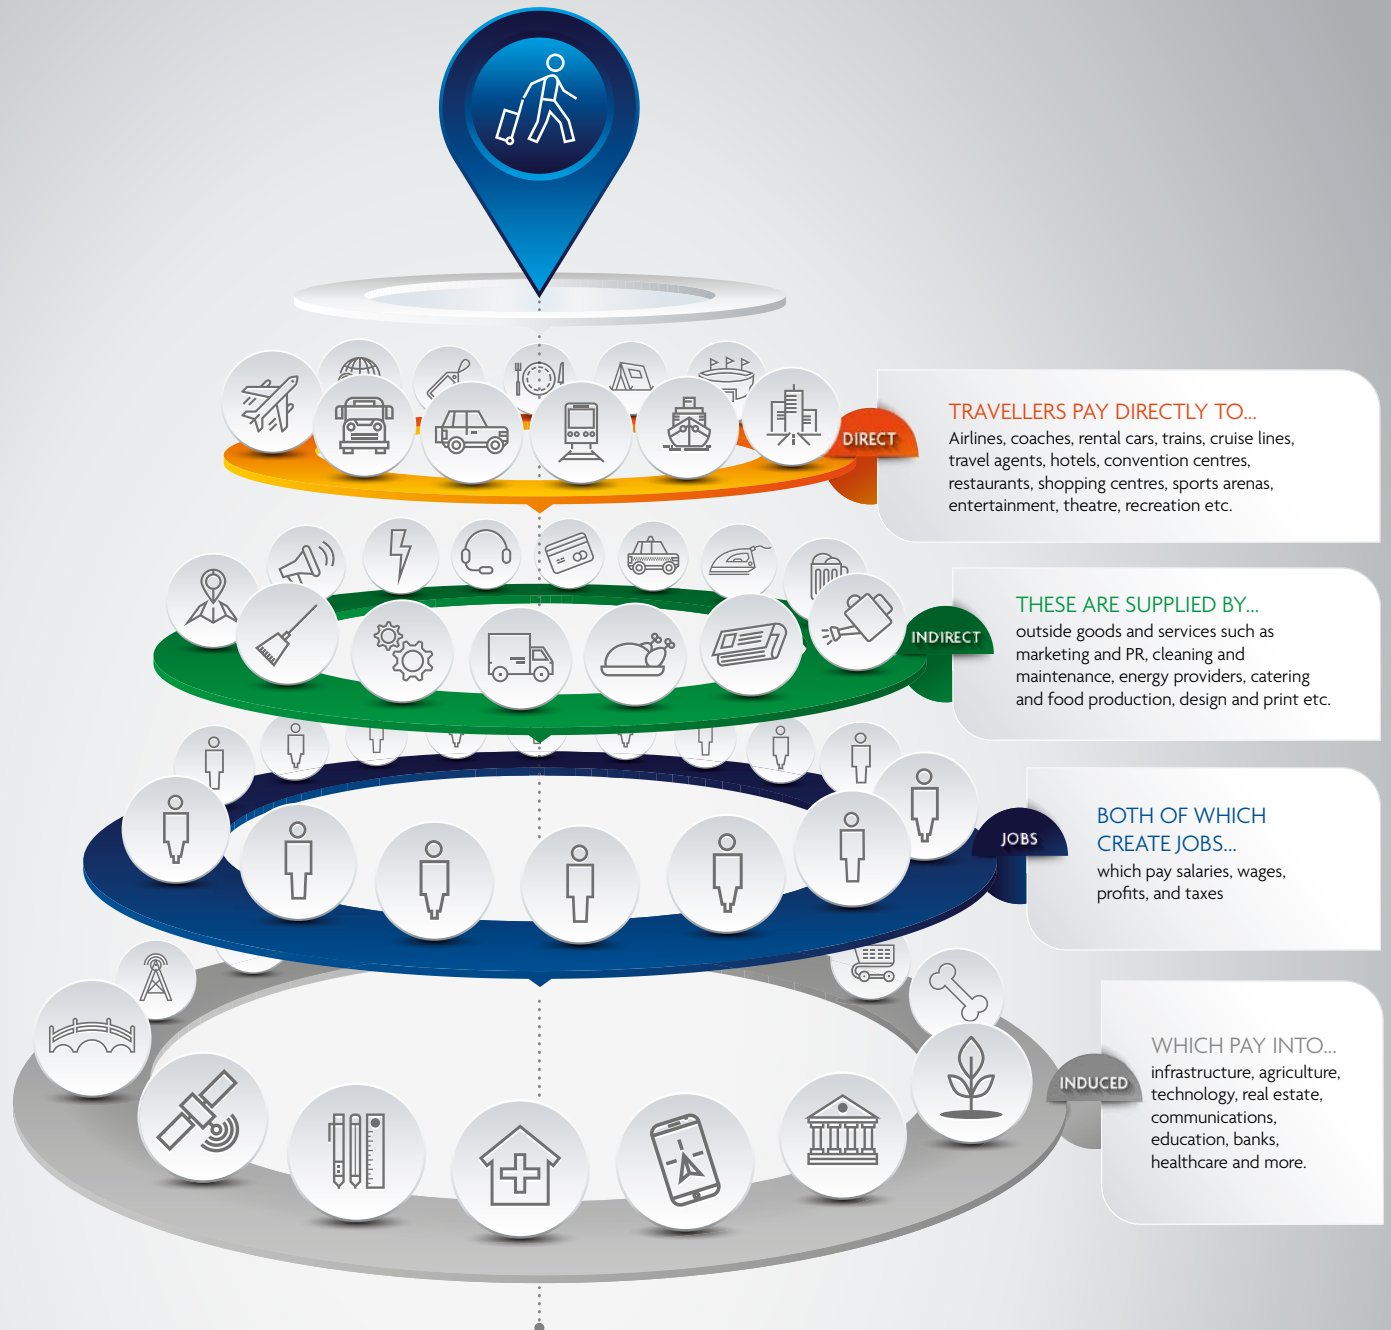 DIRECT
TRAVELLERS PAY DIRECTLY TO...
Airlines, coaches, rental cars, trains, cruise lines,
travel agents, hotels, convention centres,
restaurants, shopping centres, sports arenas,
entertainment, theatre, recreation etc.
INDIRECT
THESE ARE SUPPLIED BY...
outside goods and services such as
marketing and PR, cleaning and
maintenance, energy providers, catering
and food production, design and print etc.
JOBS
BOTH OF WHICH
CREATE JOBS...
which pay salaries, wages,
profits, and taxes
INDUCED
WHICH PAY INTO...
infrastructure, agriculture,
technology, real estate,
communications,
education, banks,
healthcare and more.